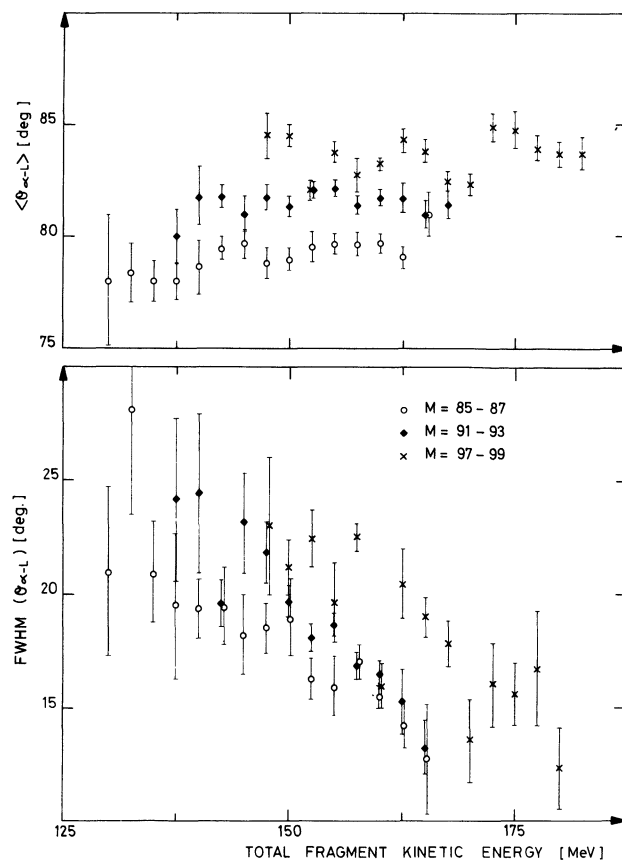 <ϑα-L> [deg]
85
80
75
FWHM (ϑα-L) [deg.]
25
20
15
10
○ M = 85 - 87
◆ M = 91 - 93
× M = 97 - 99
125 150 175
TOTAL FRAGMENT KINETIC ENERGY [MeV]